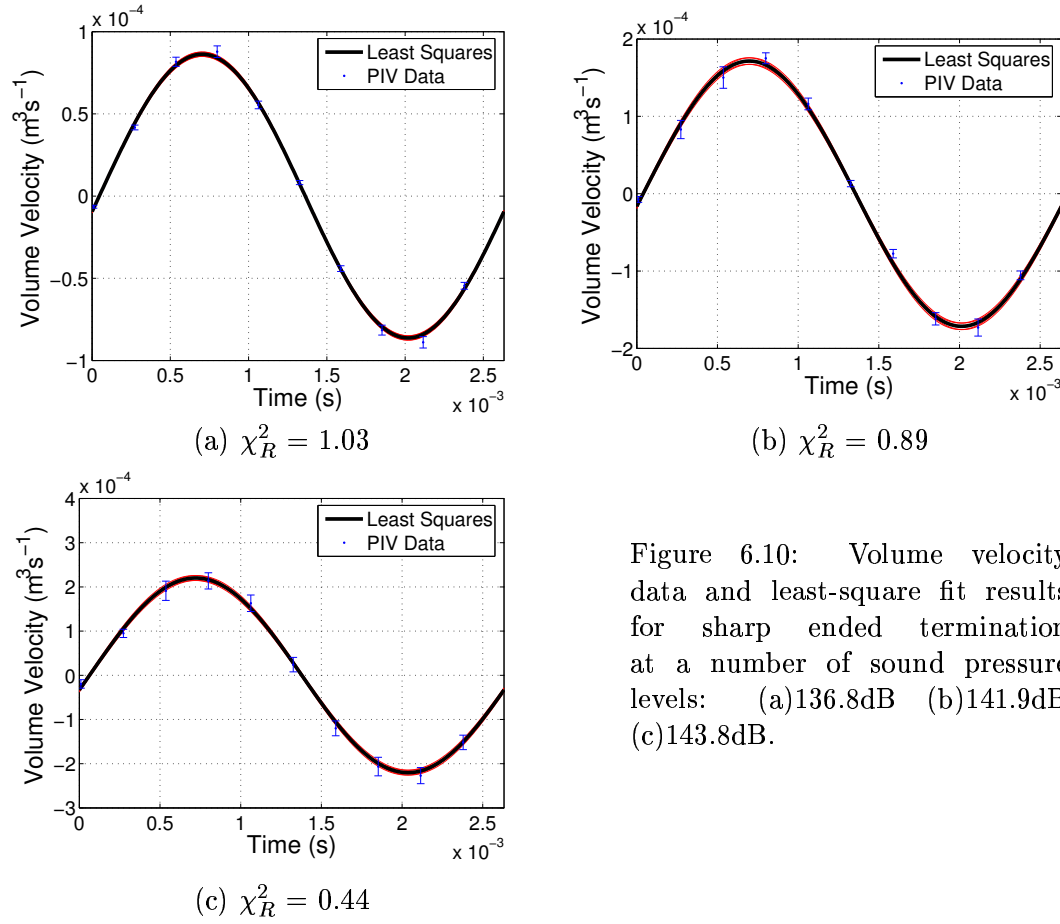 x 10⁻⁴
1
0.5
0
−0.5
−1
Volume Velocity (m³s⁻¹)
Least Squares
PIV Data
0 0.5 1 1.5 2 2.5
Time (s)
x 10⁻³
(a) χ²_R = 1.03
x 10⁻⁴
2
1
0
−1
−2
Volume Velocity (m³s⁻¹)
Least Squares
PIV Data
0 0.5 1 1.5 2 2.5
Time (s)
x 10⁻³
(b) χ²_R = 0.89
x 10⁻⁴
4
3
2
1
0
−1
−2
−3
Volume Velocity (m³s⁻¹)
Least Squares
PIV Data
0 0.5 1 1.5 2 2.5
Time (s)
x 10⁻³
(c) χ²_R = 0.44
Figure 6.10: Volume velocity
data and least-square fit results
for sharp ended termination
at a number of sound pressure
levels: (a)136.8dB (b)141.9dB
(c)143.8dB.